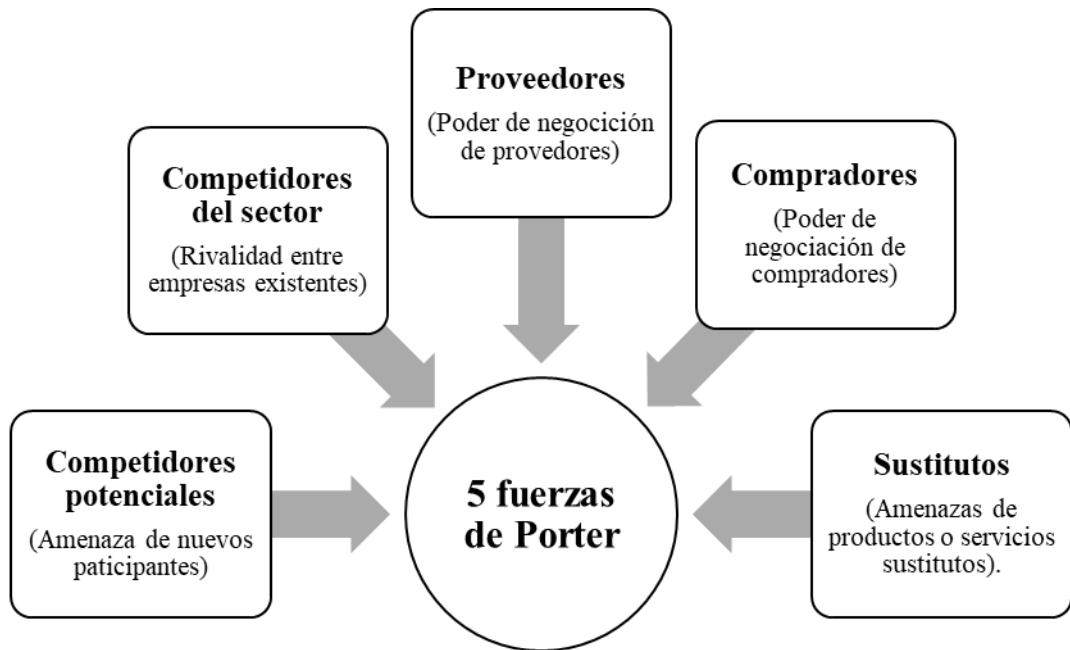 Proveedores
(Poder de negocición
de provedores)
Competidores
del sector
(Rivalidad entre
empresas existentes)
Compradores
(Poder de
negociación de
compradores)
Competidores
potenciales
(Amenaza de nuevos
paticipantes)
5 fuerzas
de Porter
Sustitutos
(Amenazas de
productos o servicios
sustitutos).